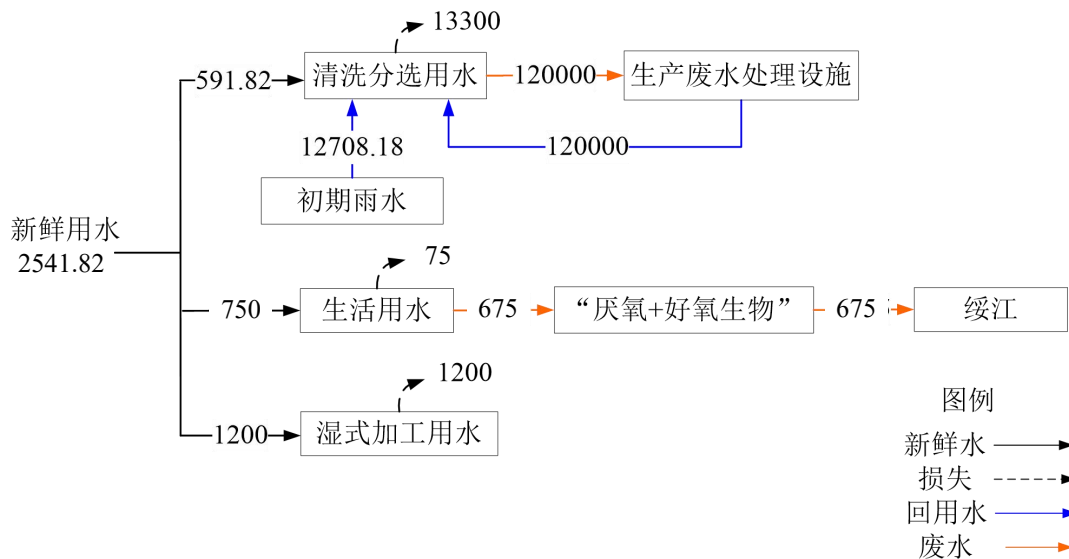 13300
591.82
清洗分选用水
120000
生产废水处理设施
12708.18
120000
初期雨水
新鲜用水
2541.82
75
750
生活用水
675
“厌氧+好氧生物”
675
绥江
1200
1200
湿式加工用水
图例
新鲜水
损失
回用水
废水